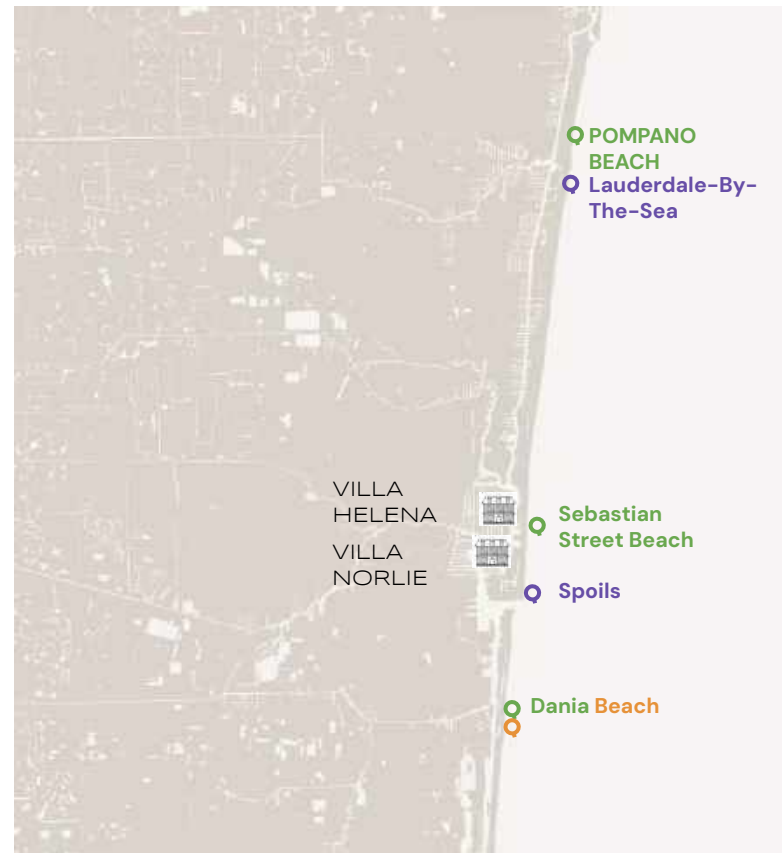 POMPANO
BEACH
Lauderdale-By-
The-Sea
VILLA
HELENA
Sebastian
Street Beach
VILLA
NORLIE
Spoils
Dania Beach